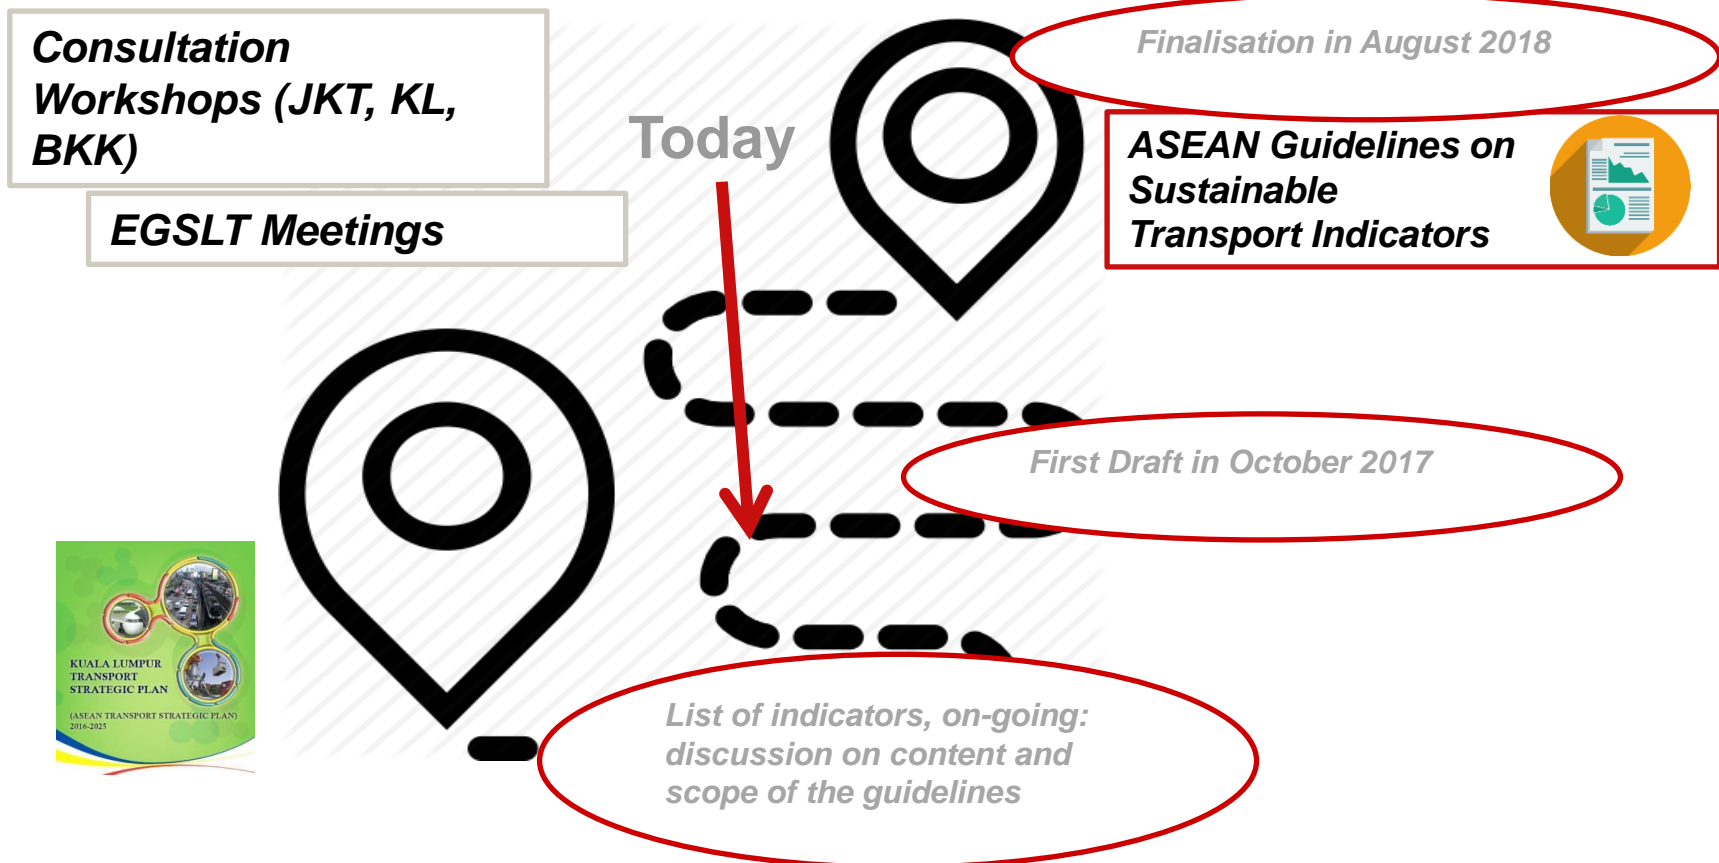 Consultation
Workshops (JKT, KL,
BKK)
EGSLT Meetings
Today
Finalisation in August 2018
ASEAN Guidelines on
Sustainable
Transport Indicators
First Draft in October 2017
List of indicators, on-going:
discussion on content and
scope of the guidelines
KUALA LUMPUR
TRANSPORT
STRATEGIC PLAN
(ASEAN TRANSPORT STRATEGIC PLAN)
2016-2025